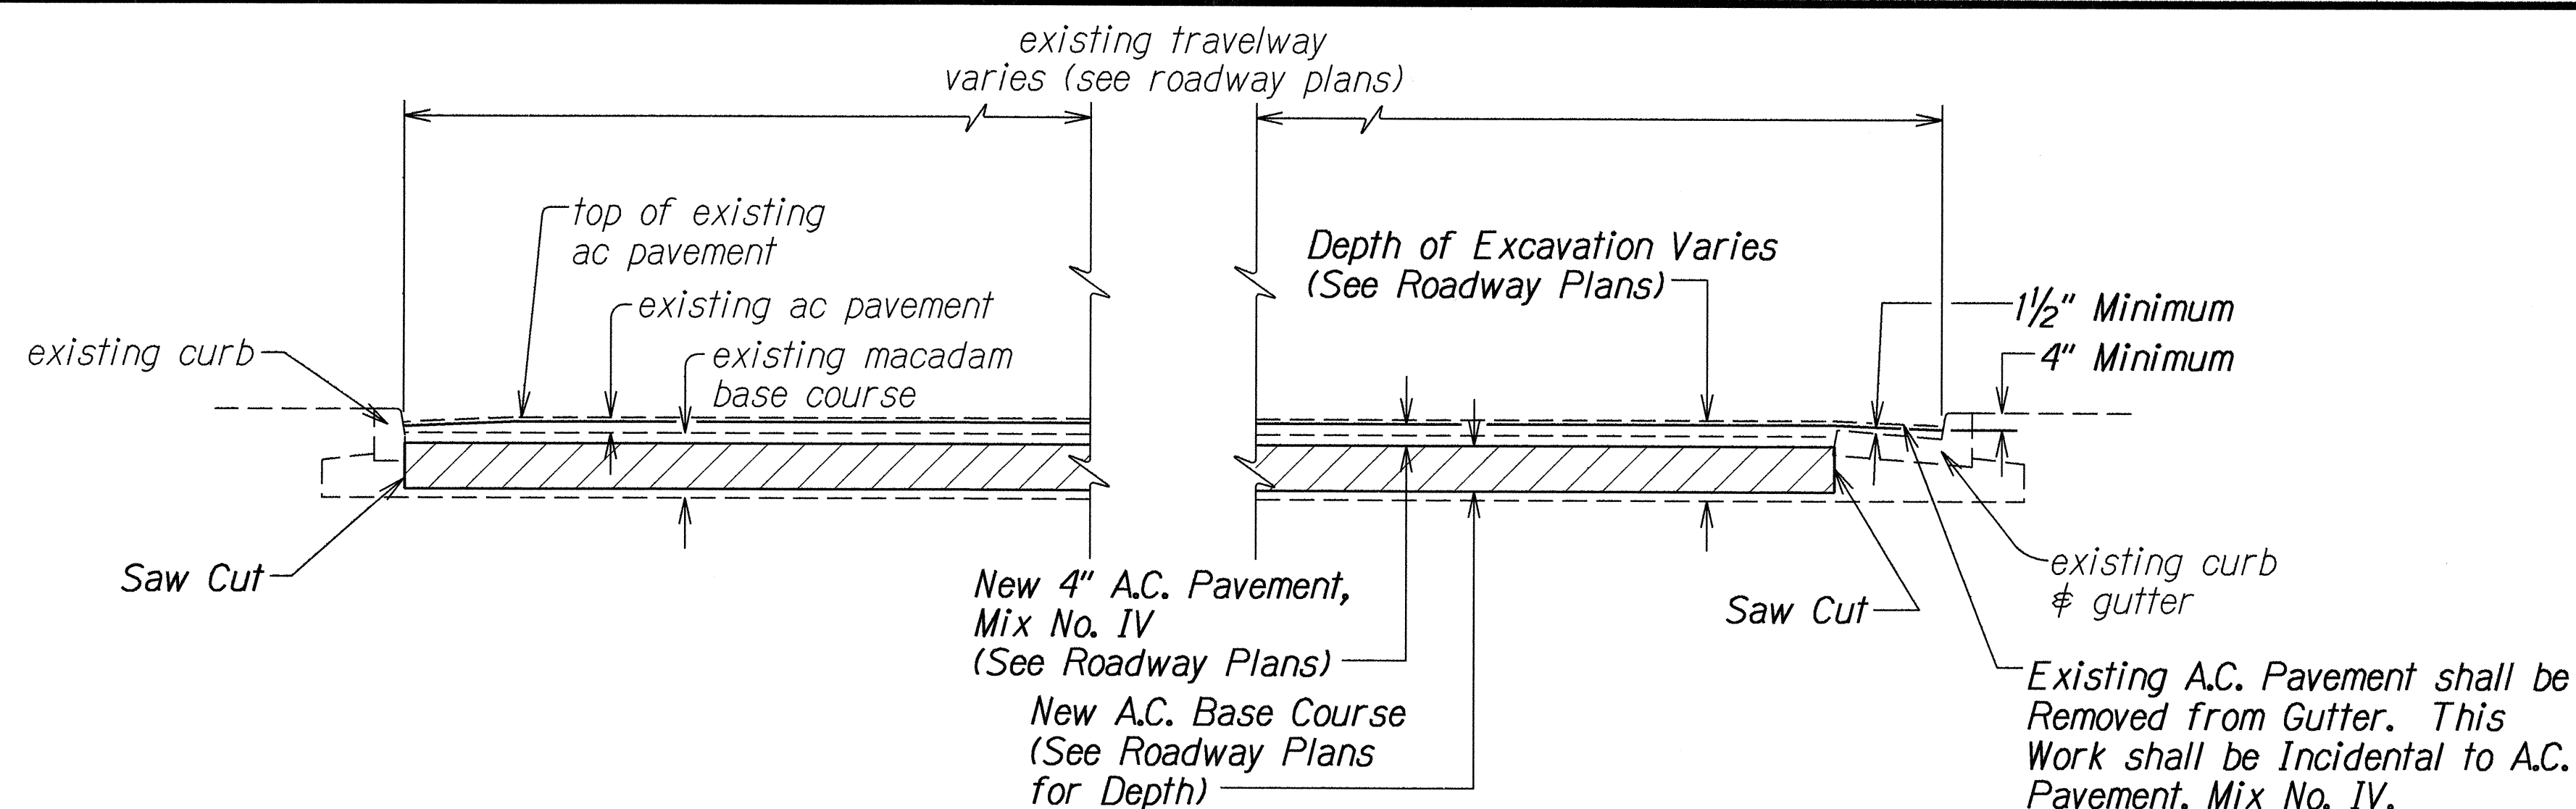 existing travelway
varies (see roadway plans)
top of existing
ac pavement
existing ac pavement
existing macadam
base course
existing curb
Saw Cut
Depth of Excavation Varies
(See Roadway Plans)
1½" Minimum
4" Minimum
New 4" A.C. Pavement,
Mix No. IV
(See Roadway Plans)
New A.C. Base Course
(See Roadway Plans
for Depth)
Saw Cut
existing curb
& gutter
Existing A.C. Pavement shall be
Removed from Gutter. This
Work shall be Incidental to A.C.
Pavement, Mix No. IV.